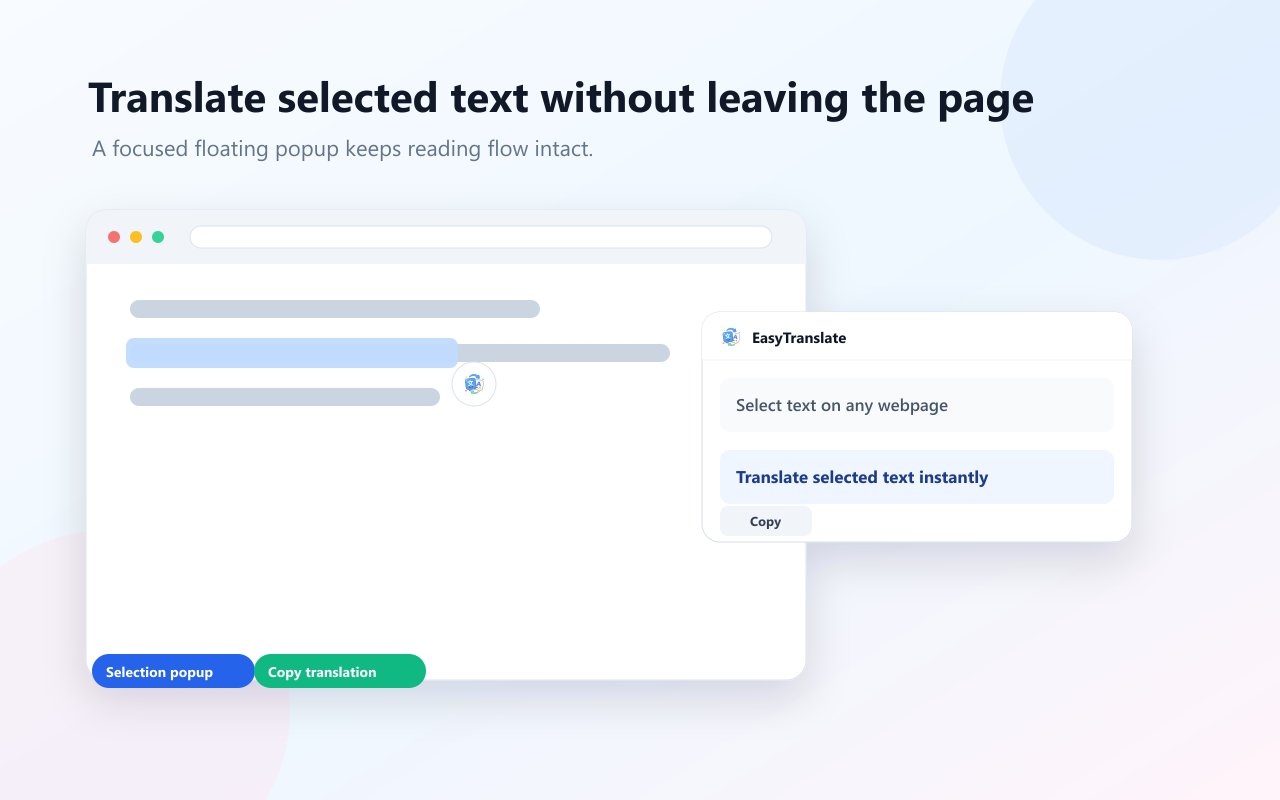 Translate selected text without leaving the page
A focused floating popup keeps reading flow intact.
EasyTranslate
Select text on any webpage
Translate selected text instantly
Copy
Selection popup
Copy translation